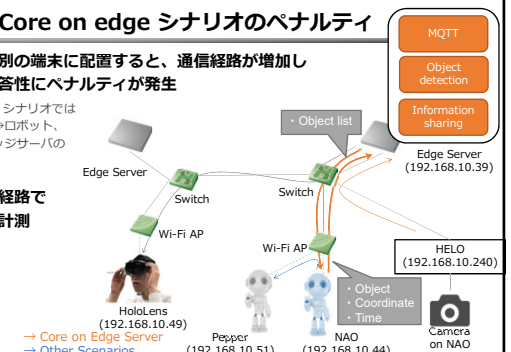 Core on edge シナリオのペナルティ
別の端末に配置すると、通信経路が増加し
答性にペナルティが発生
シナリオでは
→ロボット、
ッジサーバの
経路で
計測
MQTT
Object
detection
Information
sharing
・Object list
Edge Server
(192.168.10.39)
Edge Server
Switch
Switch
Wi-Fi AP
Wi-Fi AP
HELO
(192.168.10.240)
・Object
・Coordinate
・Time
HoloLens
(192.168.10.49)
Pepper
(192.168.10.51)
NAO
(192.168.10.44)
Camera
on NAO
→ Core on Edge Server
→ Other Scenarios